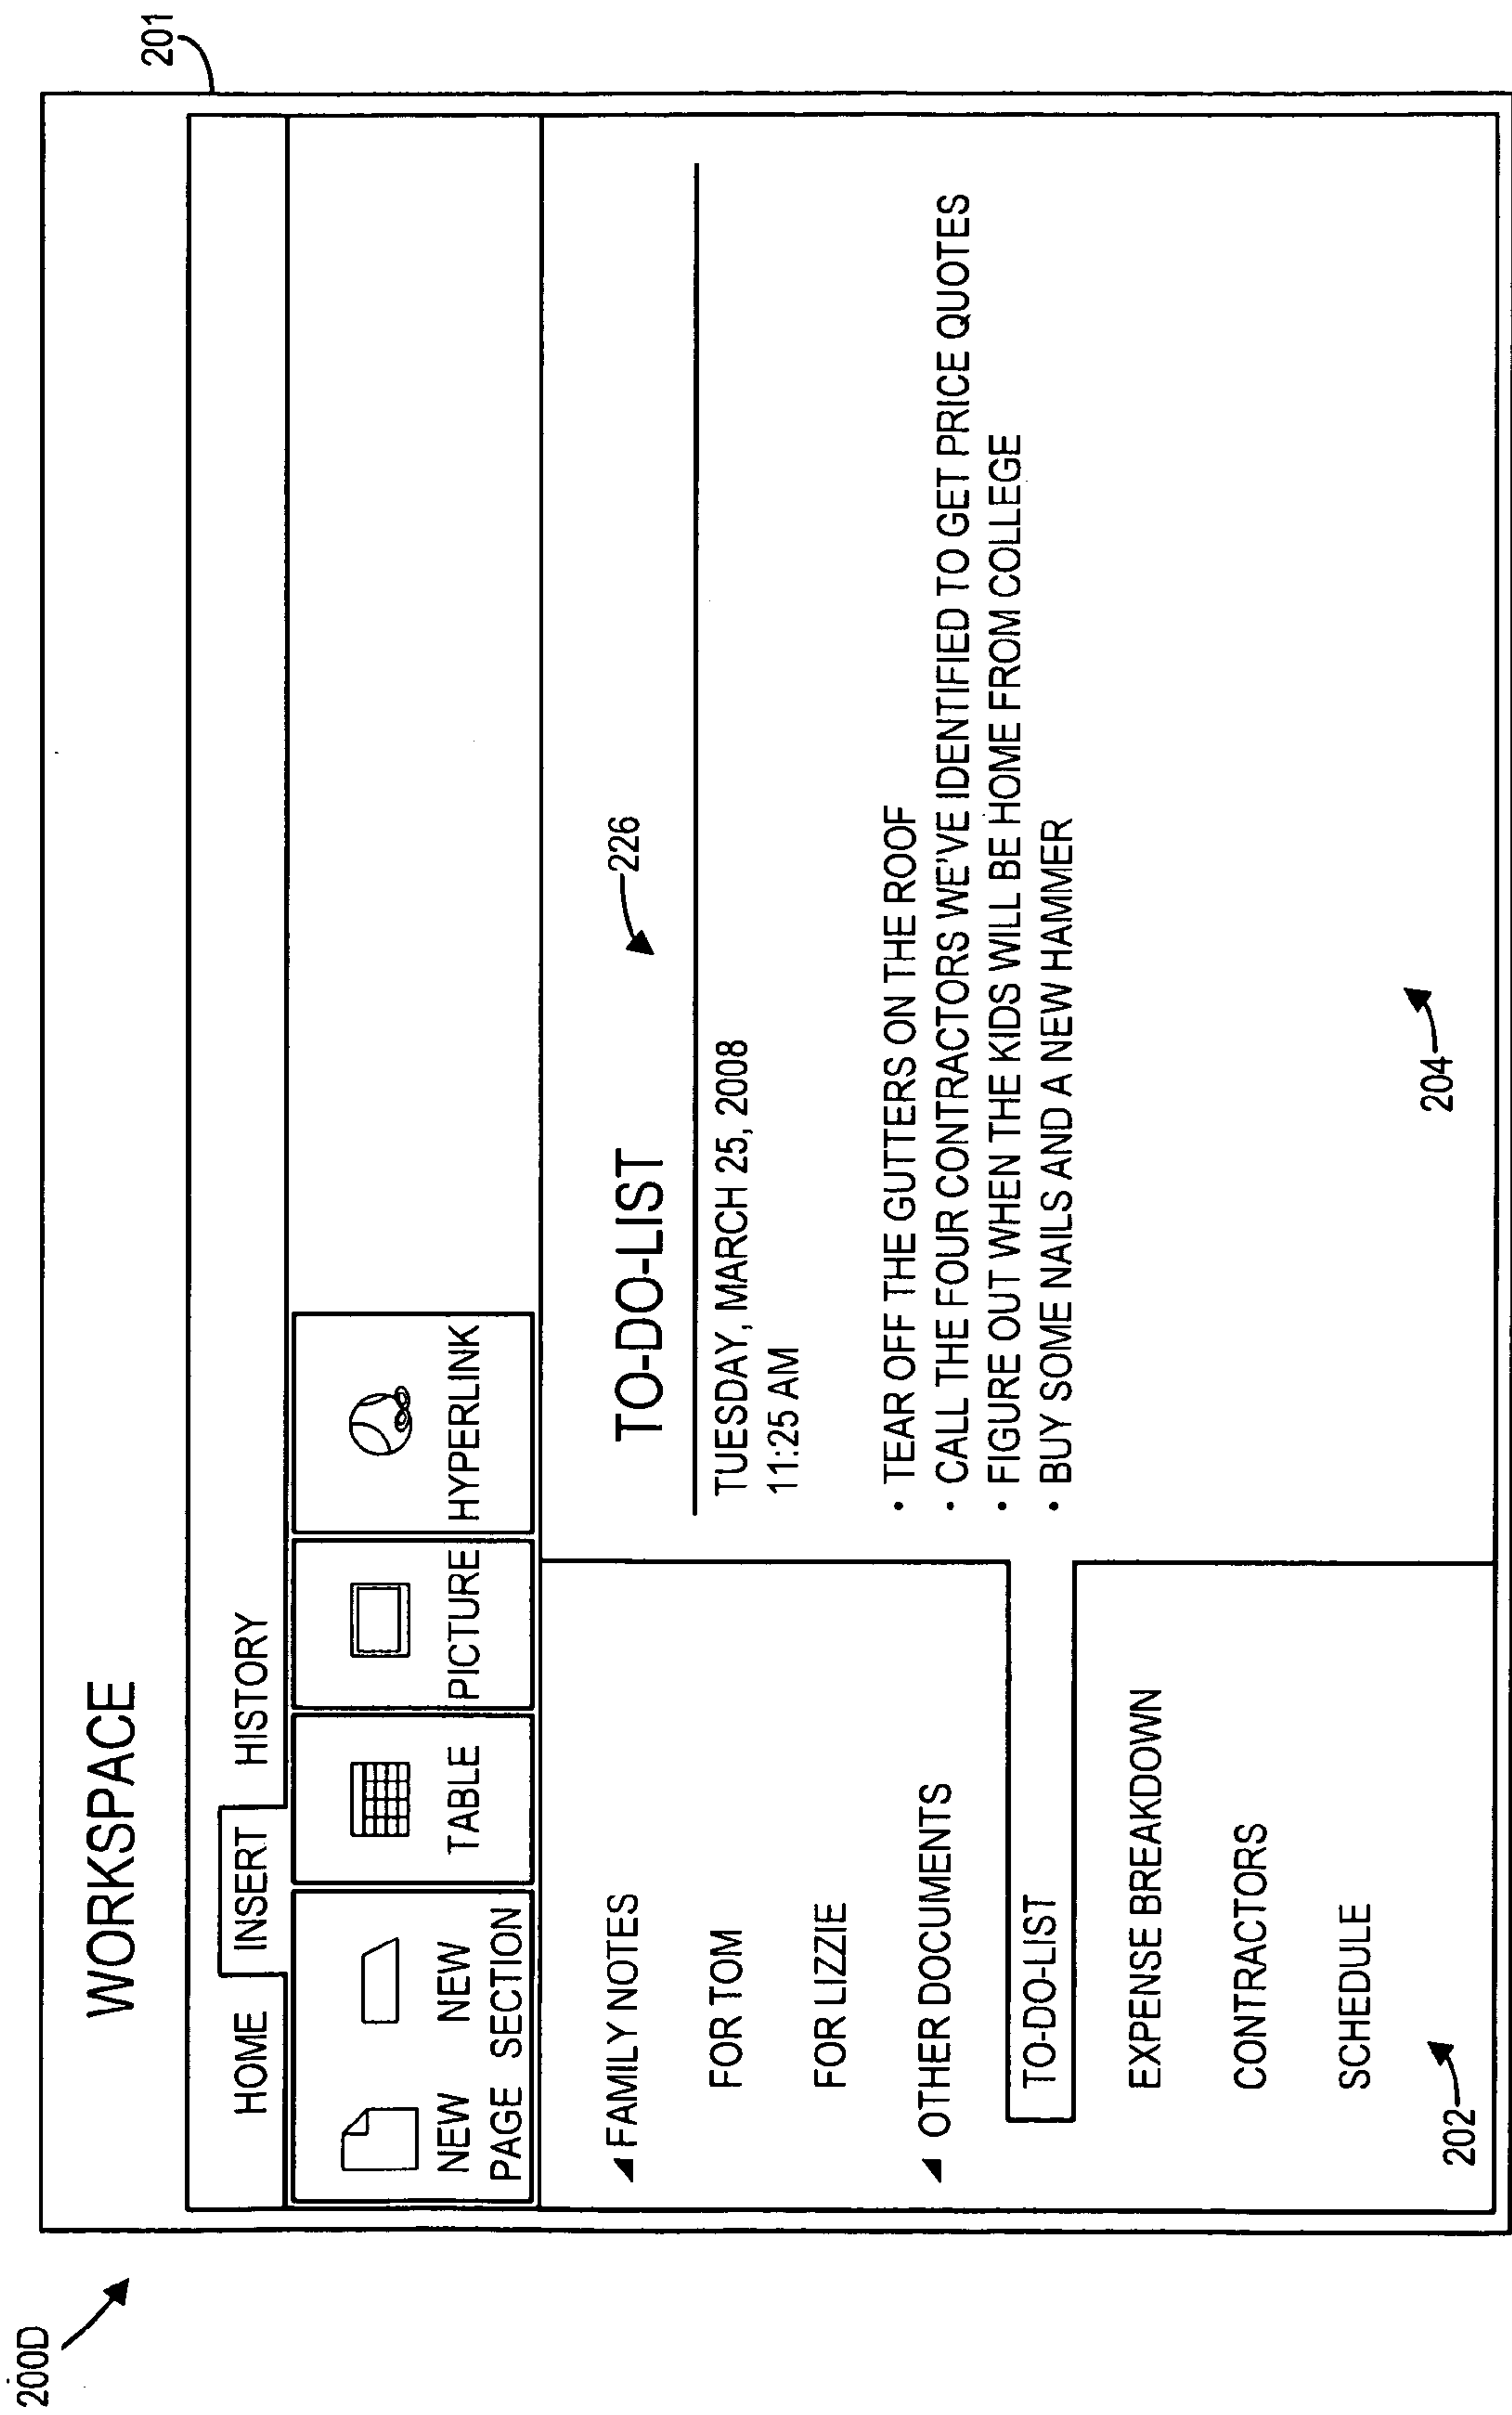 200D
201
WORKSPACE
HOME INSERT HISTORY
NEW PAGE
NEW SECTION
TABLE
PICTURE
HYPERLINK
FAMILY NOTES
FOR TOM
FOR LIZZIE
OTHER DOCUMENTS
TO-DO-LIST
EXPENSE BREAKDOWN
CONTRACTORS
SCHEDULE
202
TO-DO-LIST
226
TUESDAY, MARCH 25, 2008
11:25 AM
• TEAR OFF THE GUTTERS ON THE ROOF
• CALL THE FOUR CONTRACTORS WE'VE IDENTIFIED TO GET PRICE QUOTES
• FIGURE OUT WHEN THE KIDS WILL BE HOME FROM COLLEGE
• BUY SOME NAILS AND A NEW HAMMER
204